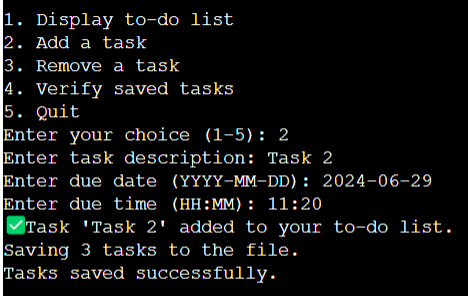 1. Display to-do list
2. Add a task
3. Remove a task
4. Verify saved tasks
5. Quit
Enter your choice (1-5): 2
Enter task description: Task 2
Enter due date (YYYY-MM-DD): 2024-06-29
Enter due time (HH:MM): 11:20
✅Task 'Task 2' added to your to-do list.
Saving 3 tasks to the file.
Tasks saved successfully.